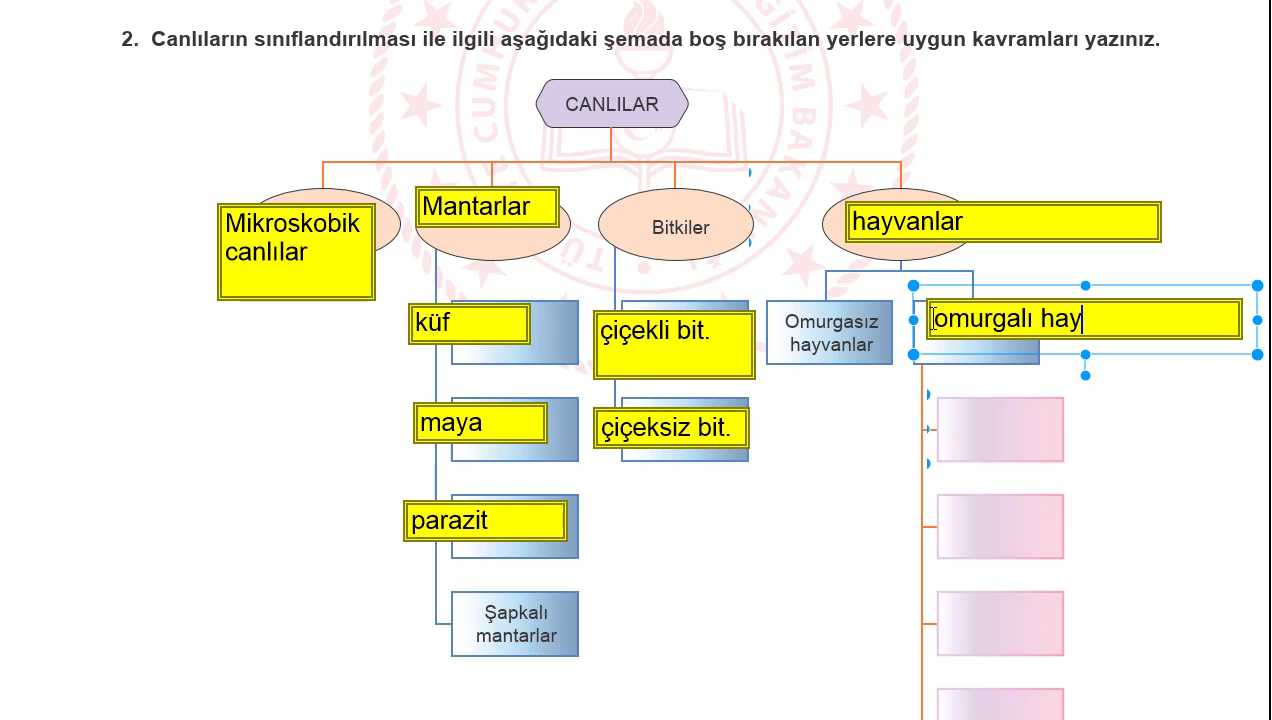 2. Canlıların sınıflandırılması ile ilgili aşağıdaki şemada boş bırakılan yerlere uygun kavramları yazınız.
CANLILAR
Mikroskobik
canlılar
Mantarlar
Bitkiler
hayvanlar
küf
çiçekli bit.
Omurgasız
hayvanlar
omurgalı hay
maya
çiçeksiz bit.
parazit
Şapkalı
mantarlar